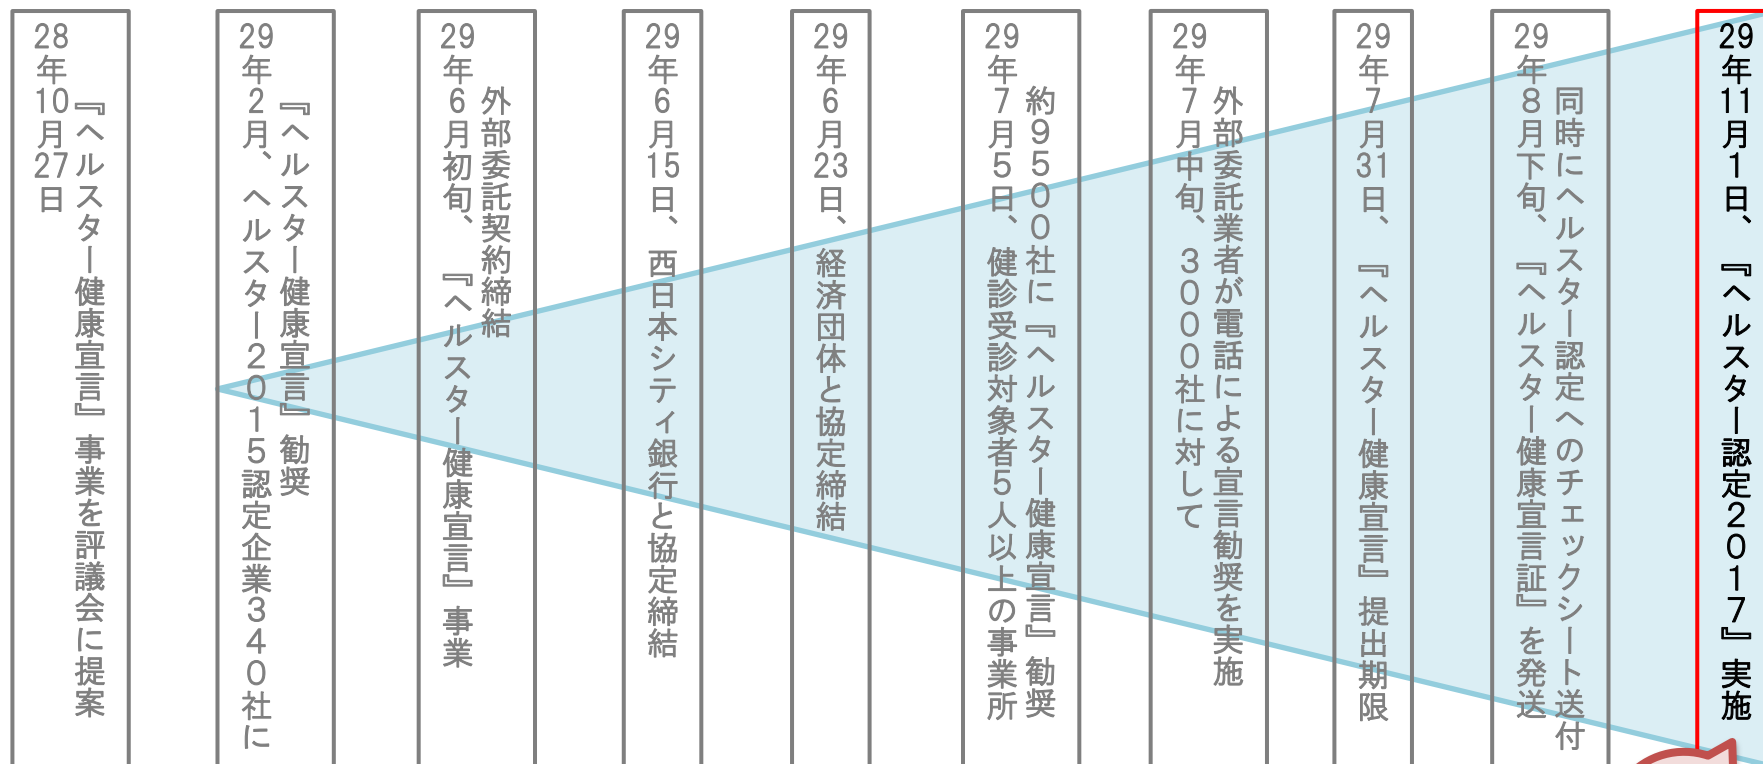 28年10月27日
『ヘルスター健康宣言』事業を評議会に提案
29年2月、ヘルスター2015認定企業340社に
『ヘルスター健康宣言』勧奨
29年6月初旬、『ヘルスター健康宣言』事業
外部委託契約締結
29年6月15日、西日本シティ銀行と協定締結
29年6月23日、経済団体と協定締結
29年7月5日、健診受診対象者5人以上の事業所
約9500社に『ヘルスター健康宣言』勧奨
29年7月中旬、3000社に対して
外部委託業者が電話による宣言勧奨を実施
29年7月31日、『ヘルスター健康宣言』提出期限
29年8月下旬、『ヘルスター健康宣言証』を発送
同時にヘルスター認定へのチェックシート送付
29年11月1日、『ヘルスター認定2017』実施